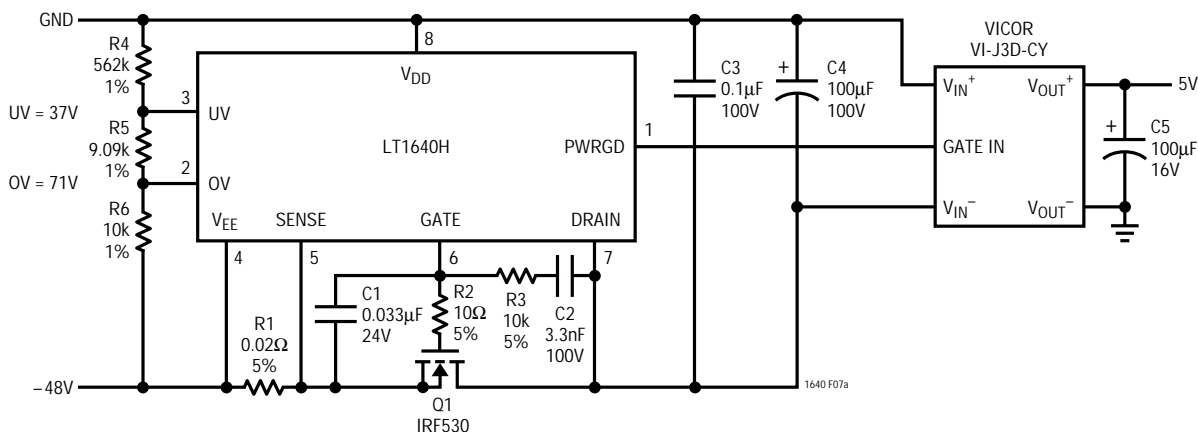 GND
R4
562k
1%
UV = 37V
R5
9.09k
1%
OV = 71V
R6
10k
1%
−48V
8
VDD
3
UV
2
OV
LT1640H
PWRGD
1
VEE
SENSE
GATE
DRAIN
4
5
6
7
R1
0.02Ω
5%
C1
0.033µF
24V
R2
10Ω
5%
R3
10k
5%
C2
3.3nF
100V
Q1
IRF530
C3
0.1µF
100V
+
C4
100µF
100V
1640 F07a
VICOR
VI-J3D-CY
VIN+
VOUT+
GATE IN
VIN−
VOUT−
5V
+
C5
100µF
16V